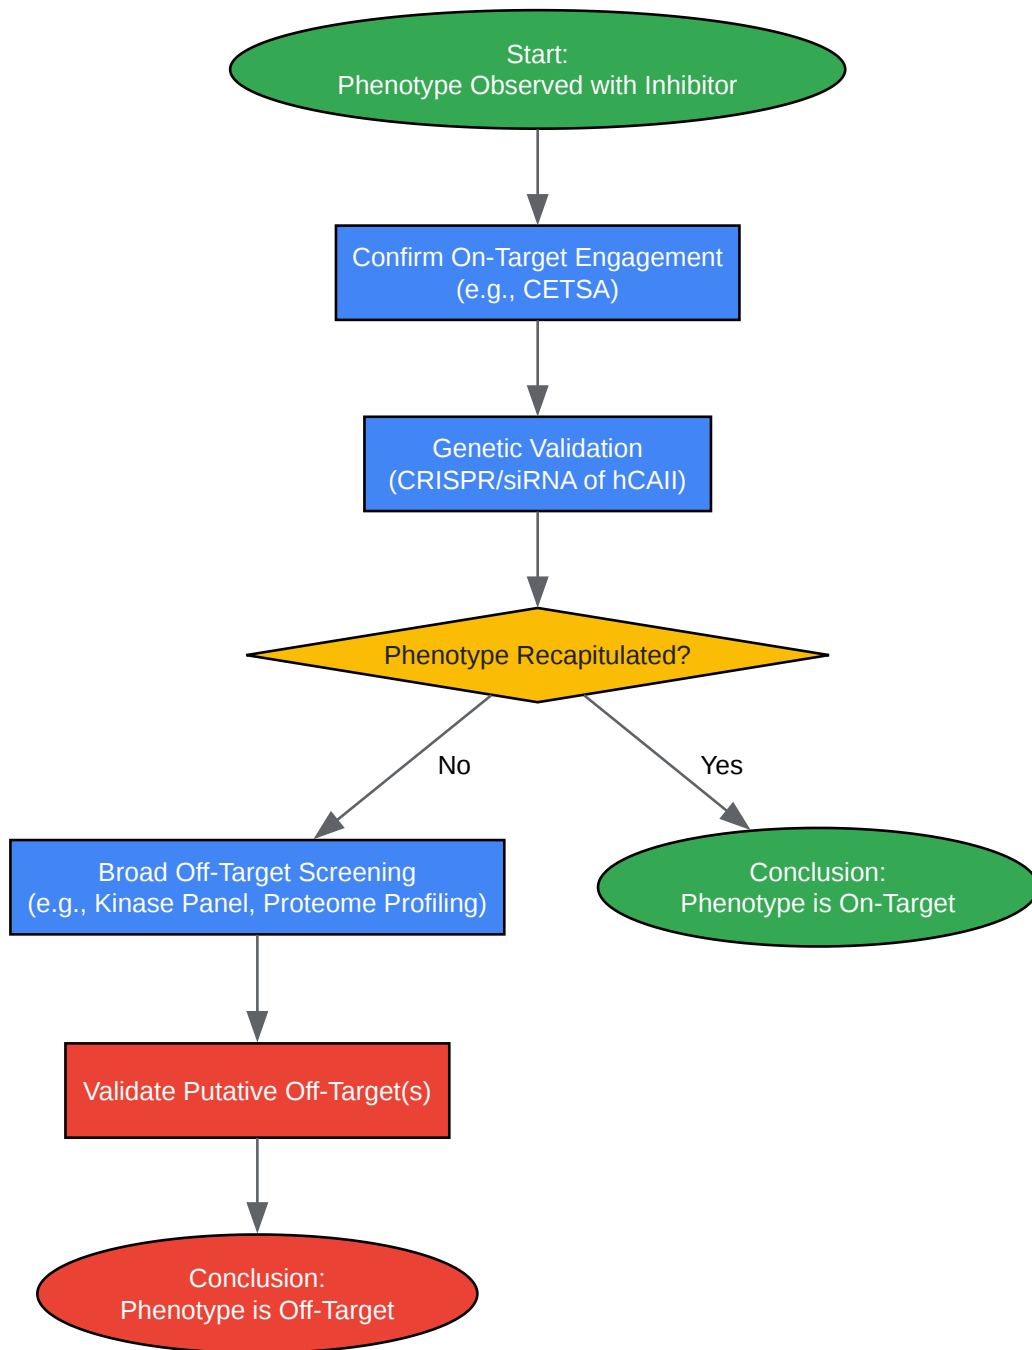 Start:
Phenotype Observed with Inhibitor
Confirm On-Target Engagement
(e.g., CETSA)
Genetic Validation
(CRISPR/siRNA of hCAII)
Phenotype Recapitulated?
No
Yes
Broad Off-Target Screening
(e.g., Kinase Panel, Proteome Profiling)
Conclusion:
Phenotype is On-Target
Validate Putative Off-Target(s)
Conclusion:
Phenotype is Off-Target